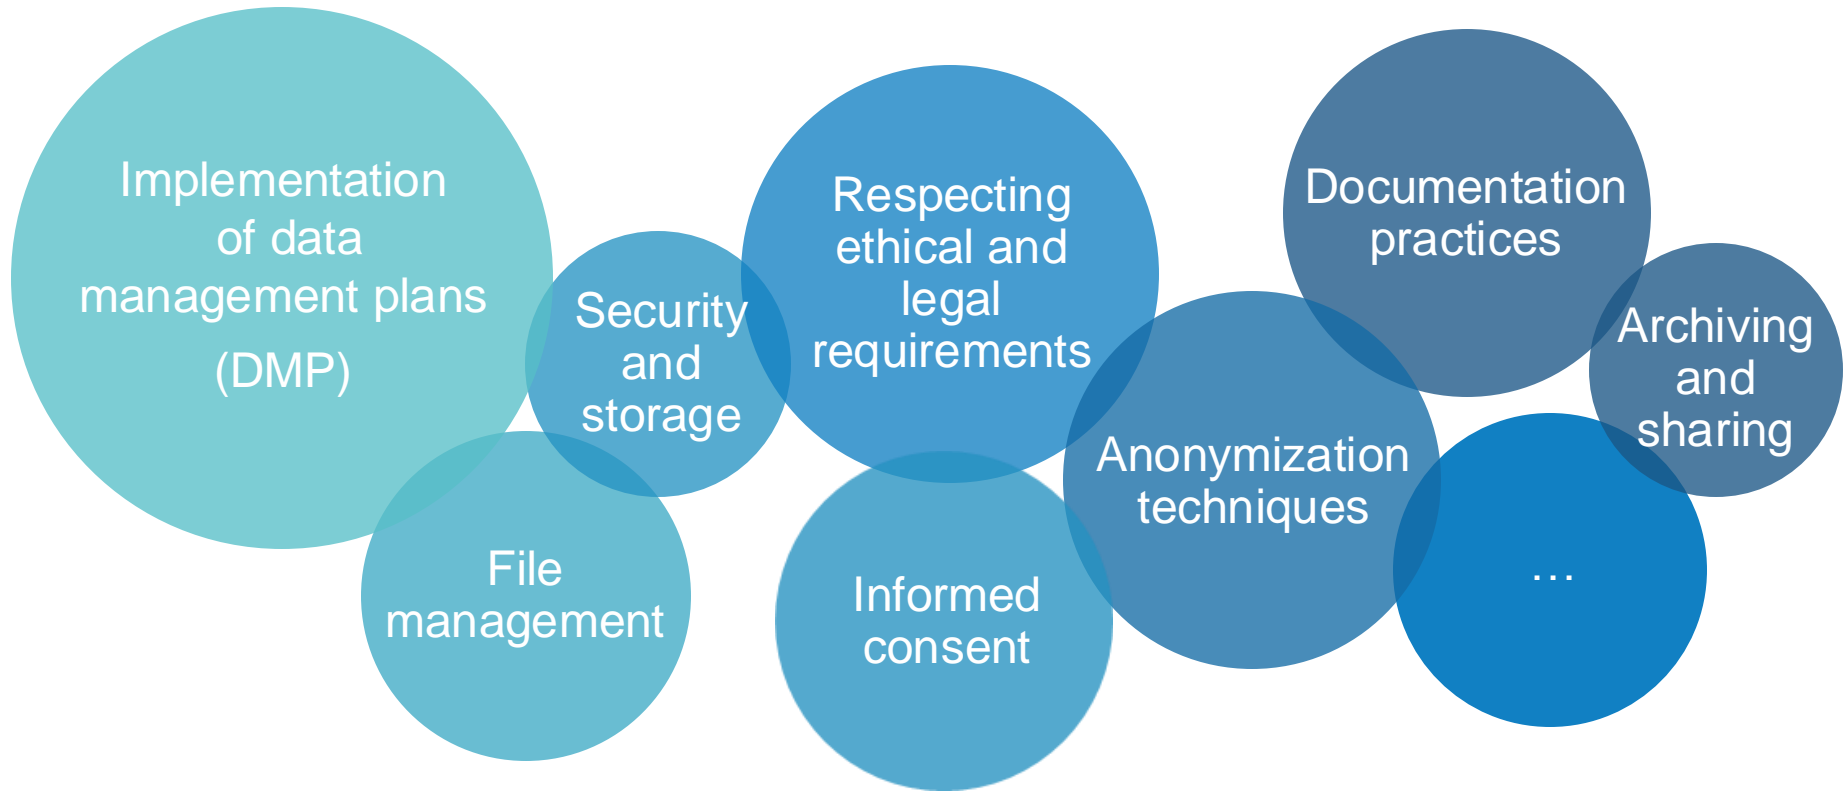 Implementation
of data
management plans
(DMP)
Security
and
storage
File
management
Respecting
ethical and
legal
requirements
Informed
consent
Anonymization
techniques
Documentation
practices
Archiving
and
sharing
…